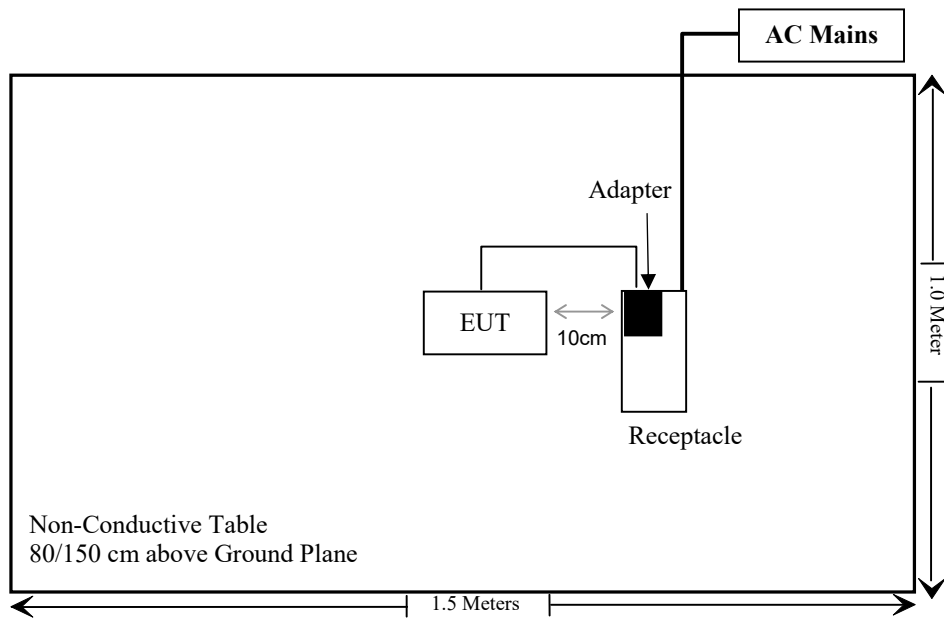 AC Mains
Adapter
EUT
10cm
1.0 Meter
Receptacle
Non-Conductive Table
80/150 cm above Ground Plane
1.5 Meters